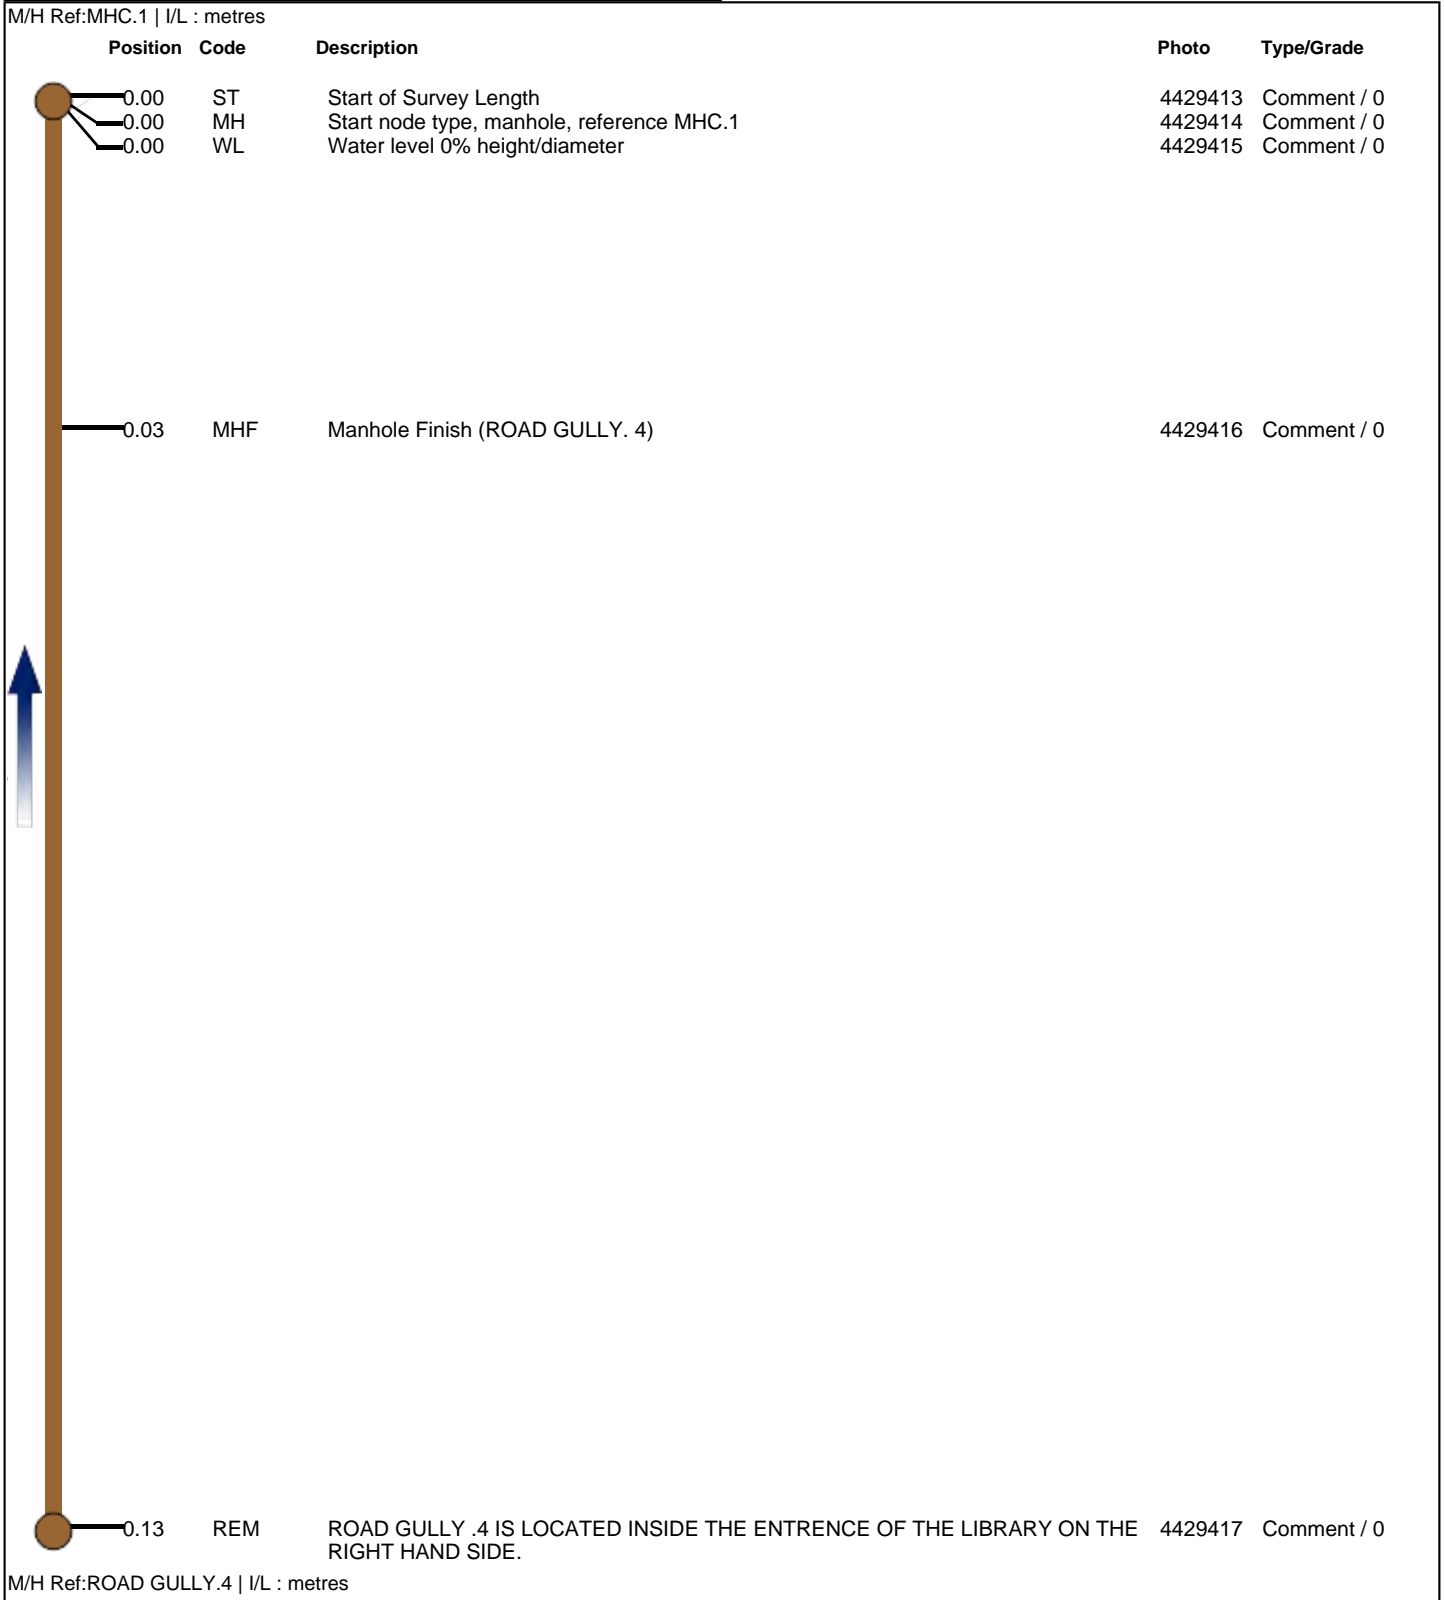 M/H Ref:MHC.1 | I/L : metres
Position Code Description Photo Type/Grade
0.00 ST Start of Survey Length 4429413 Comment / 0
0.00 MH Start node type, manhole, reference MHC.1 4429414 Comment / 0
0.00 WL Water level 0% height/diameter 4429415 Comment / 0
0.03 MHF Manhole Finish (ROAD GULLY. 4) 4429416 Comment / 0
0.13 REM ROAD GULLY .4 IS LOCATED INSIDE THE ENTRENCE OF THE LIBRARY ON THE 4429417 Comment / 0
RIGHT HAND SIDE.
M/H Ref:ROAD GULLY.4 | I/L : metres